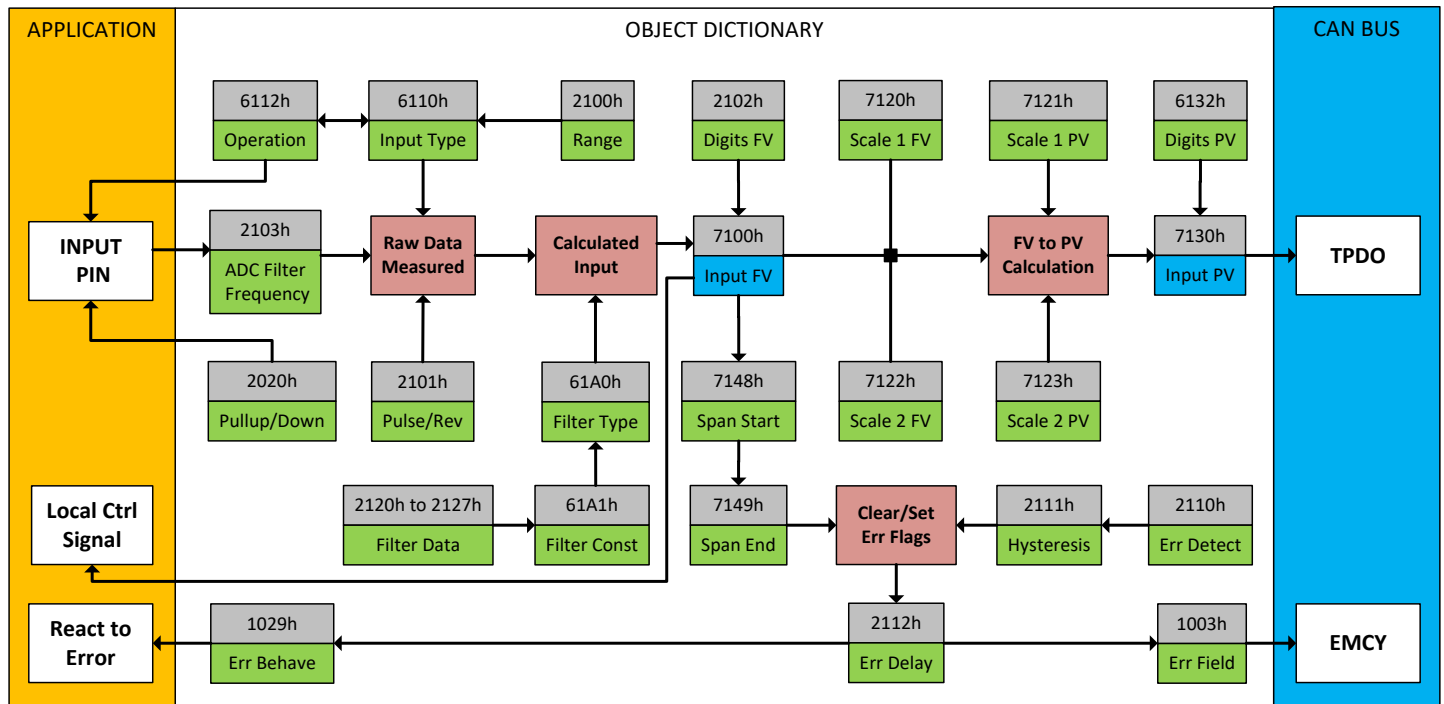 APPLICATION
OBJECT DICTIONARY
CAN BUS
6112h
Operation
6110h
Input Type
2100h
Range
2102h
Digits FV
7120h
Scale 1 FV
7121h
Scale 1 PV
6132h
Digits PV
INPUT
PIN
2103h
ADC Filter
Frequency
Raw Data
Measured
Calculated
Input
7100h
Input FV
FV to PV
Calculation
7130h
Input PV
TPDO
2020h
Pullup/Down
2101h
Pulse/Rev
61A0h
Filter Type
7148h
Span Start
7122h
Scale 2 FV
7123h
Scale 2 PV
Local Ctrl
Signal
2120h to 2127h
Filter Data
61A1h
Filter Const
7149h
Span End
Clear/Set
Err Flags
2111h
Hysteresis
2110h
Err Detect
React to
Error
1029h
Err Behave
2112h
Err Delay
1003h
Err Field
EMCY